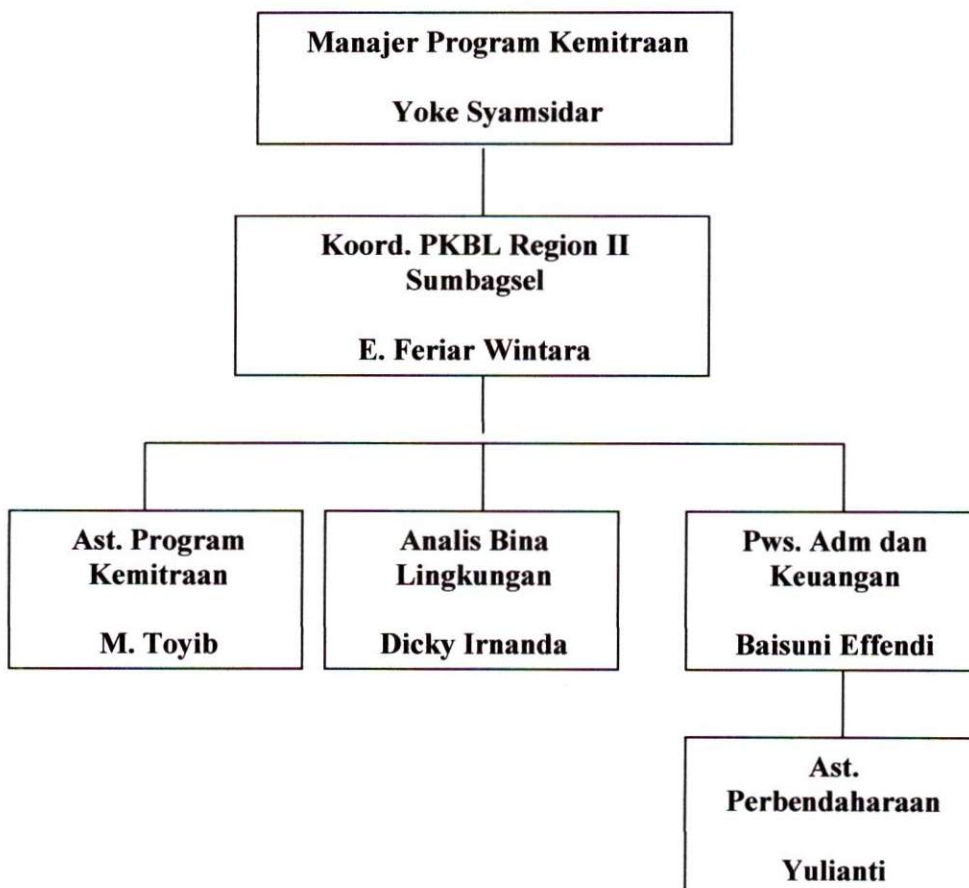 Manajer Program Kemitraan
Yoke Syamsidar
Koord. PKBL Region II
Sumbagsel
E. Feriar Wintara
Ast. Program
Kemitraan
M. Toyib
Analis Bina
Lingkungan
Dicky Irnanda
Pws. Adm dan
Keuangan
Baisuni Effendi
Ast.
Perbendaharaan
Yulianti